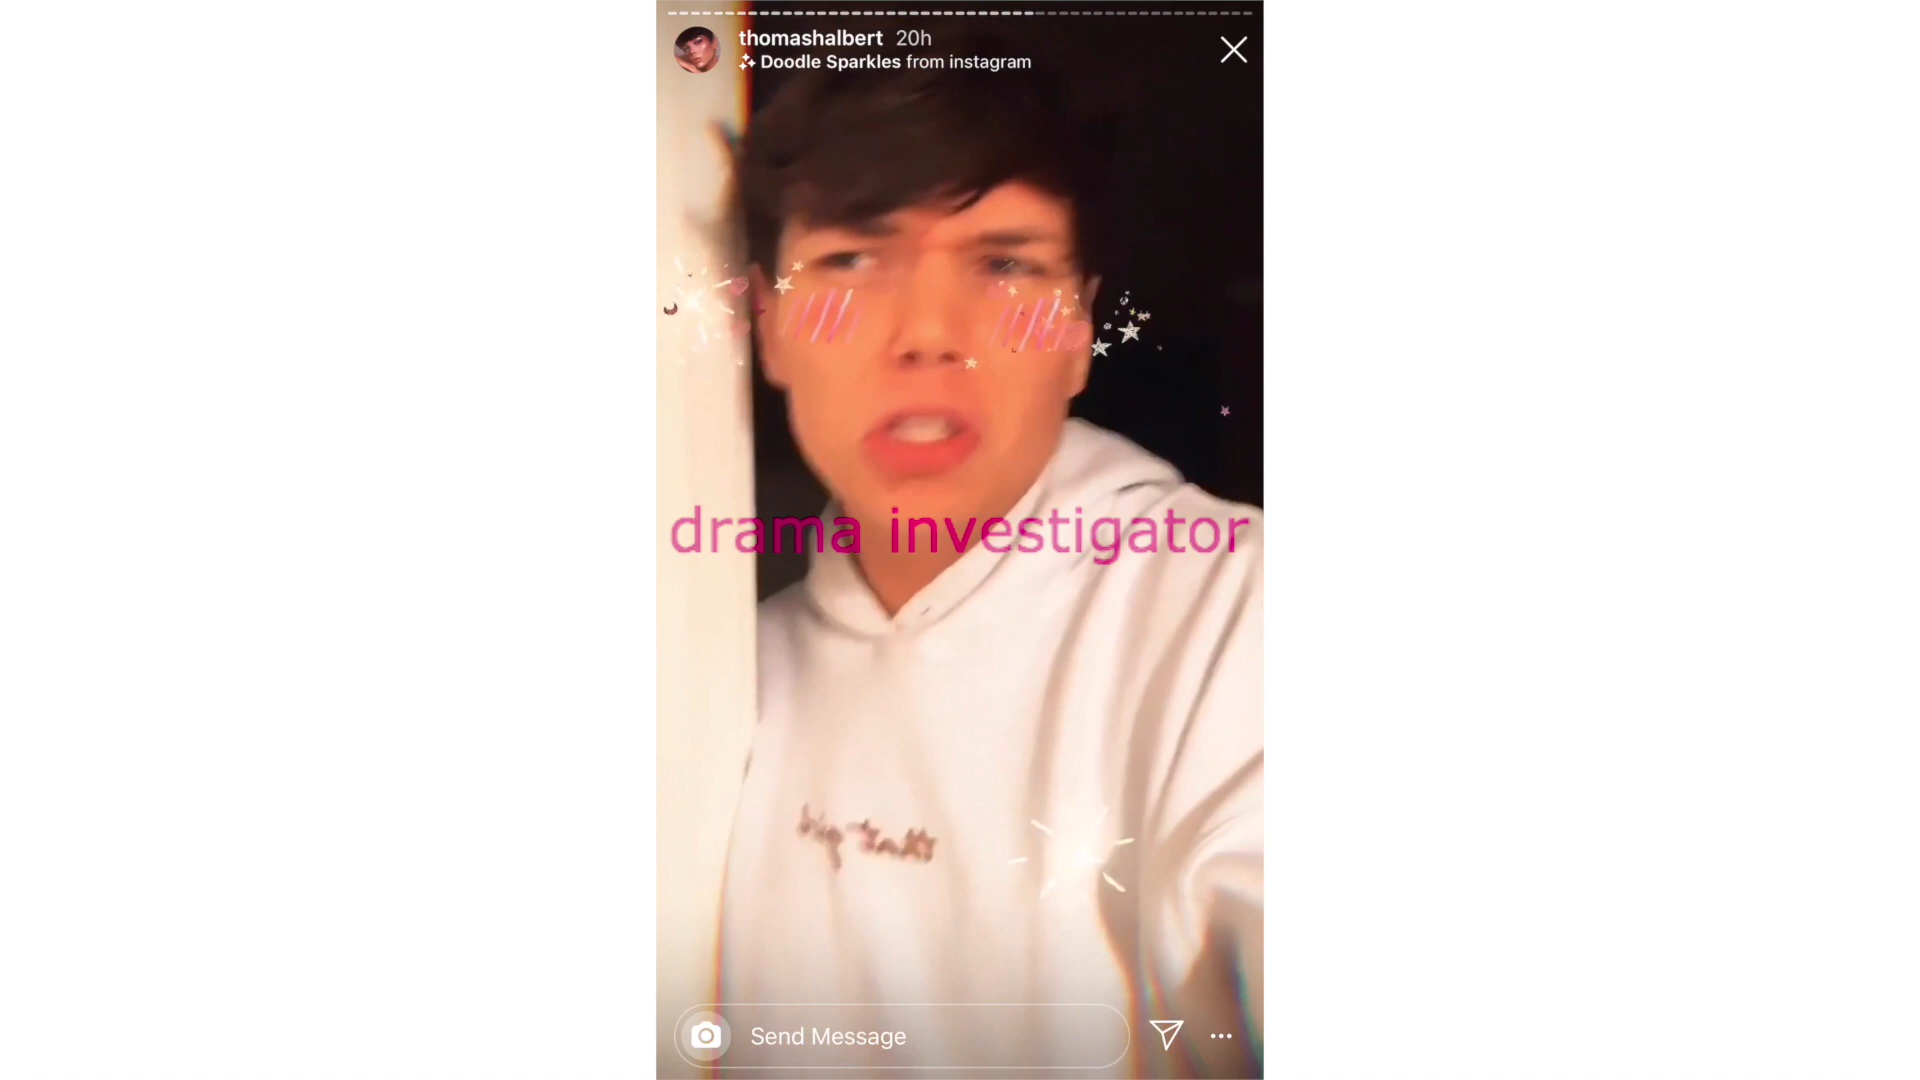 thomashalbert 20h
Doodle Sparkles from instagram
drama investigator
Send Message